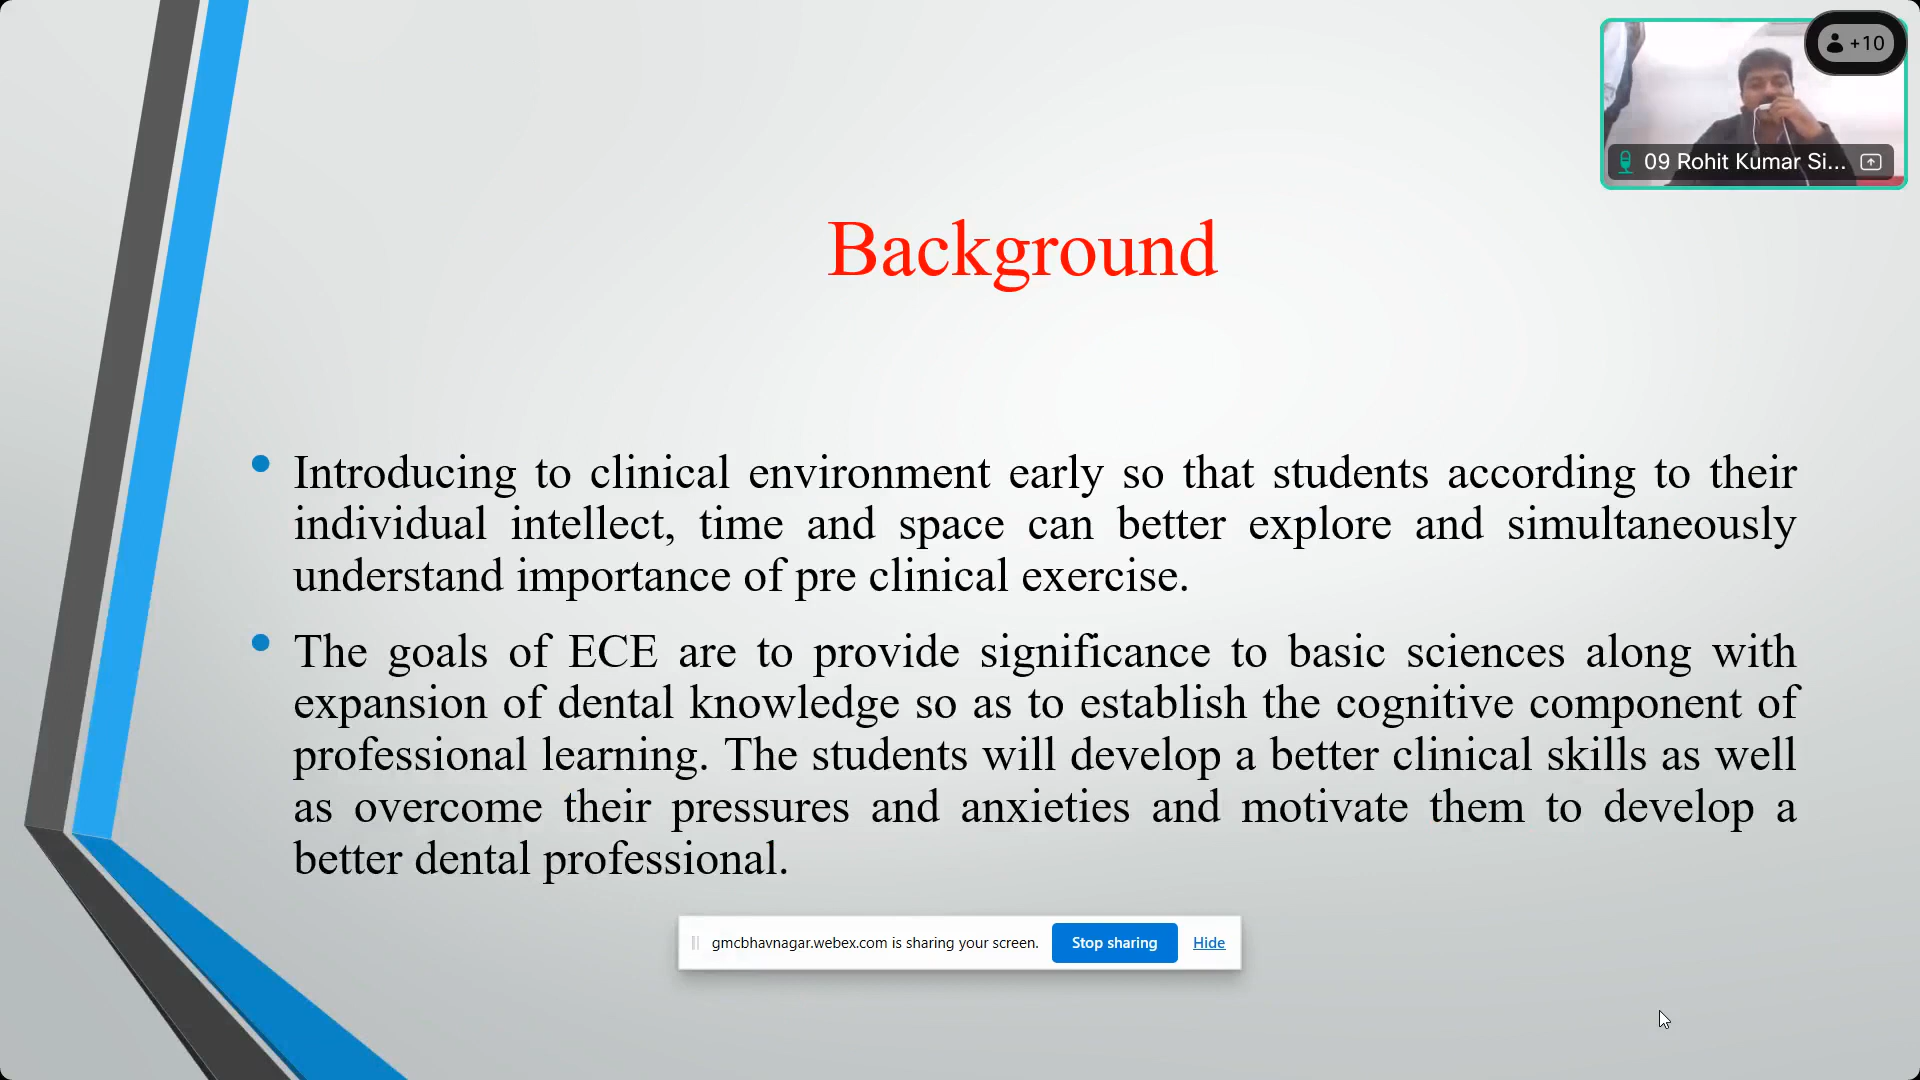 +10
09 Rohit Kumar Si...
Background
Introducing to clinical environment early so that students according to their
individual intellect, time and space can better explore and simultaneously
understand importance of pre clinical exercise.
The goals of ECE are to provide significance to basic sciences along with
expansion of dental knowledge so as to establish the cognitive component of
professional learning. The students will develop a better clinical skills as well
as overcome their pressures and anxieties and motivate them to develop a
better dental professional.
gmcbhavnagar.webex.com is sharing your screen. Stop sharing Hide